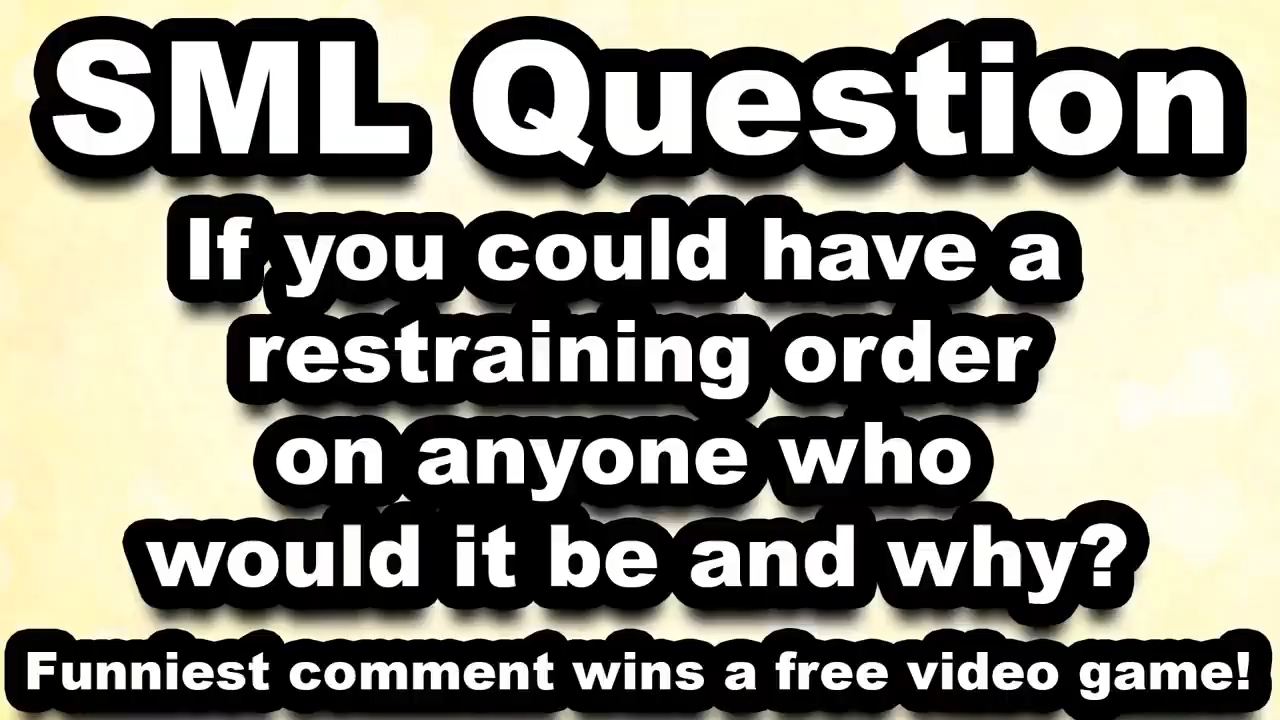 SML Question
If you could have a
restraining order
on anyone who
would it be and why?
Funniest comment wins a free video game!